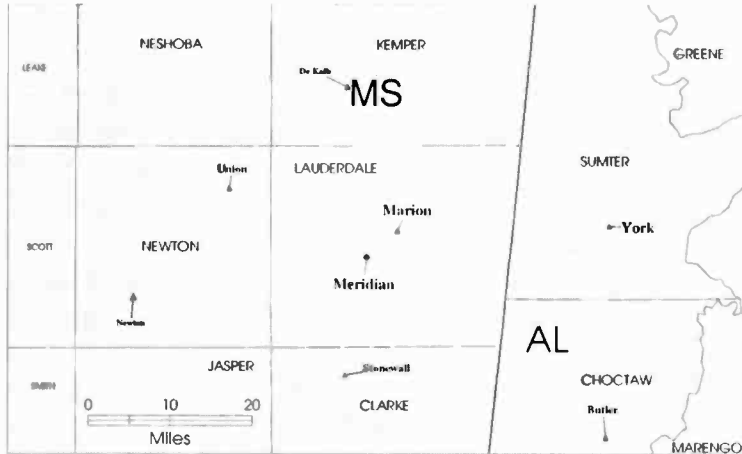 NESHOBA
KEMPER
GREENE
LEAKE
De Kalb
MS
Union
LAUDERDALE
SUMTER
Marion
York
SCOTT
NEWTON
Meridian
Newton
AL
JASPER
Stonewall
CHOCTAW
SMITH
CLARKE
Butler
0 10 20
Miles
MARENGO